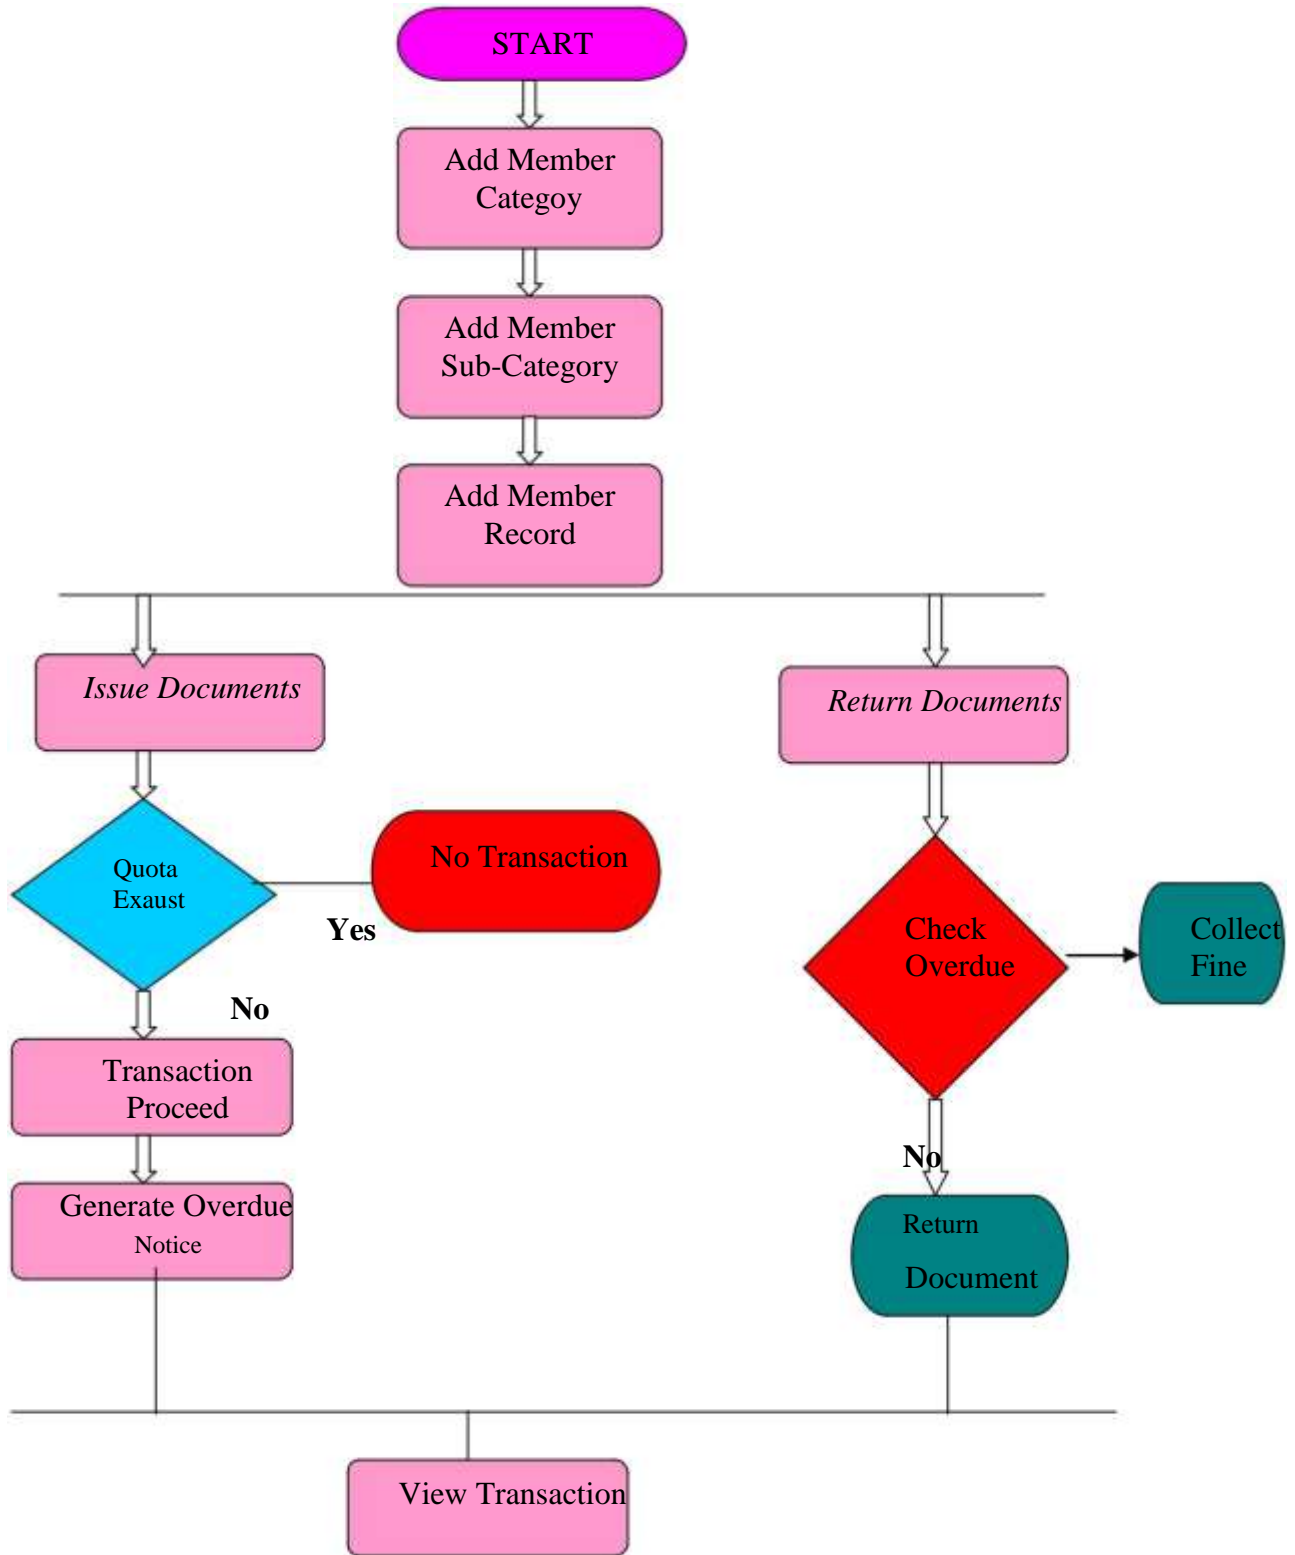 START
Add Member
Categoy
Add Member
Sub-Category
Add Member
Record
Issue Documents
Return Documents
Quota
Exaust
No Transaction
Yes
Check
Overdue
Collect
Fine
No
Transaction
Proceed
No
Generate Overdue
Notice
Return
Document
View Transaction